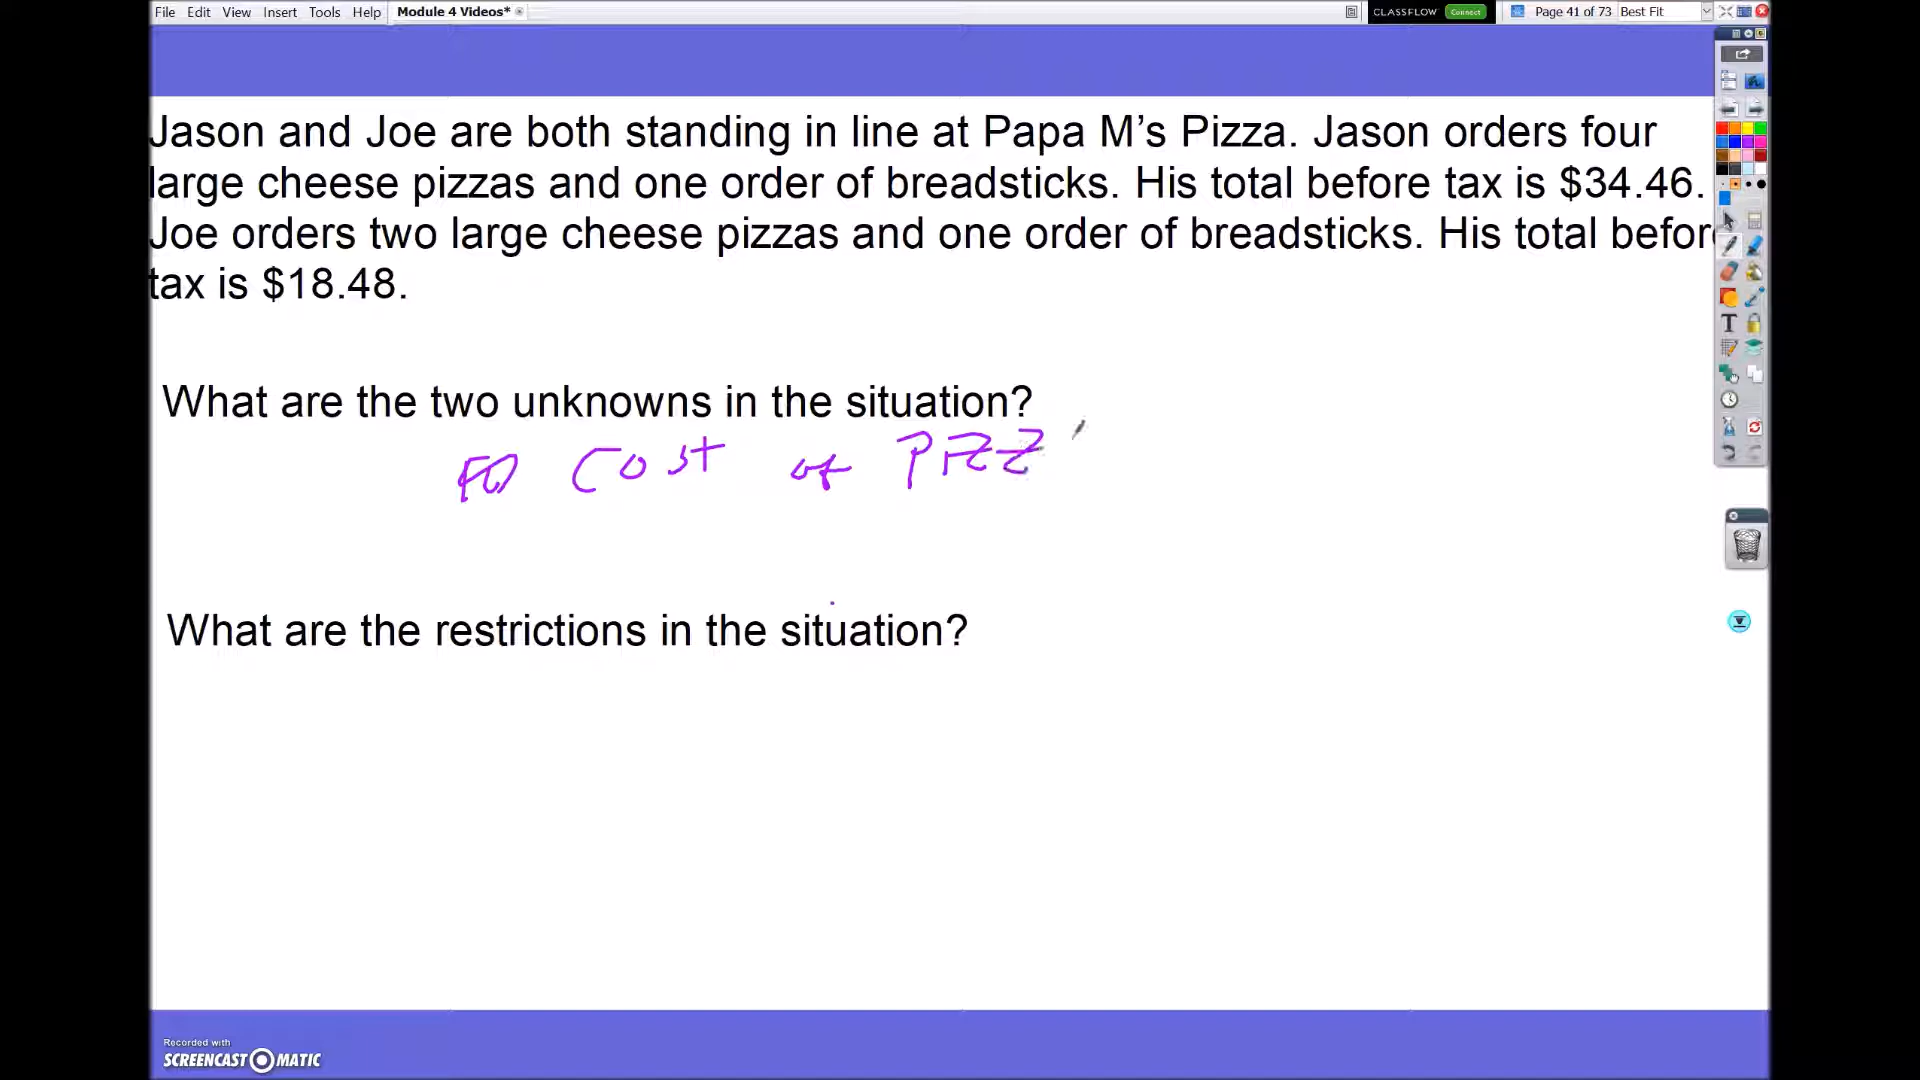 File Edit View Insert Tools Help Module 4 Videos* CLASSFLOW Connect Page 41 of 73 Best Fit
Jason and Joe are both standing in line at Papa M’s Pizza. Jason orders four
large cheese pizzas and one order of breadsticks. His total before tax is $34.46.
Joe orders two large cheese pizzas and one order of breadsticks. His total befor
tax is $18.48.
What are the two unknowns in the situation?
Cost of PIZZ
What are the restrictions in the situation?
Recorded with
SCREENCAST MATIC